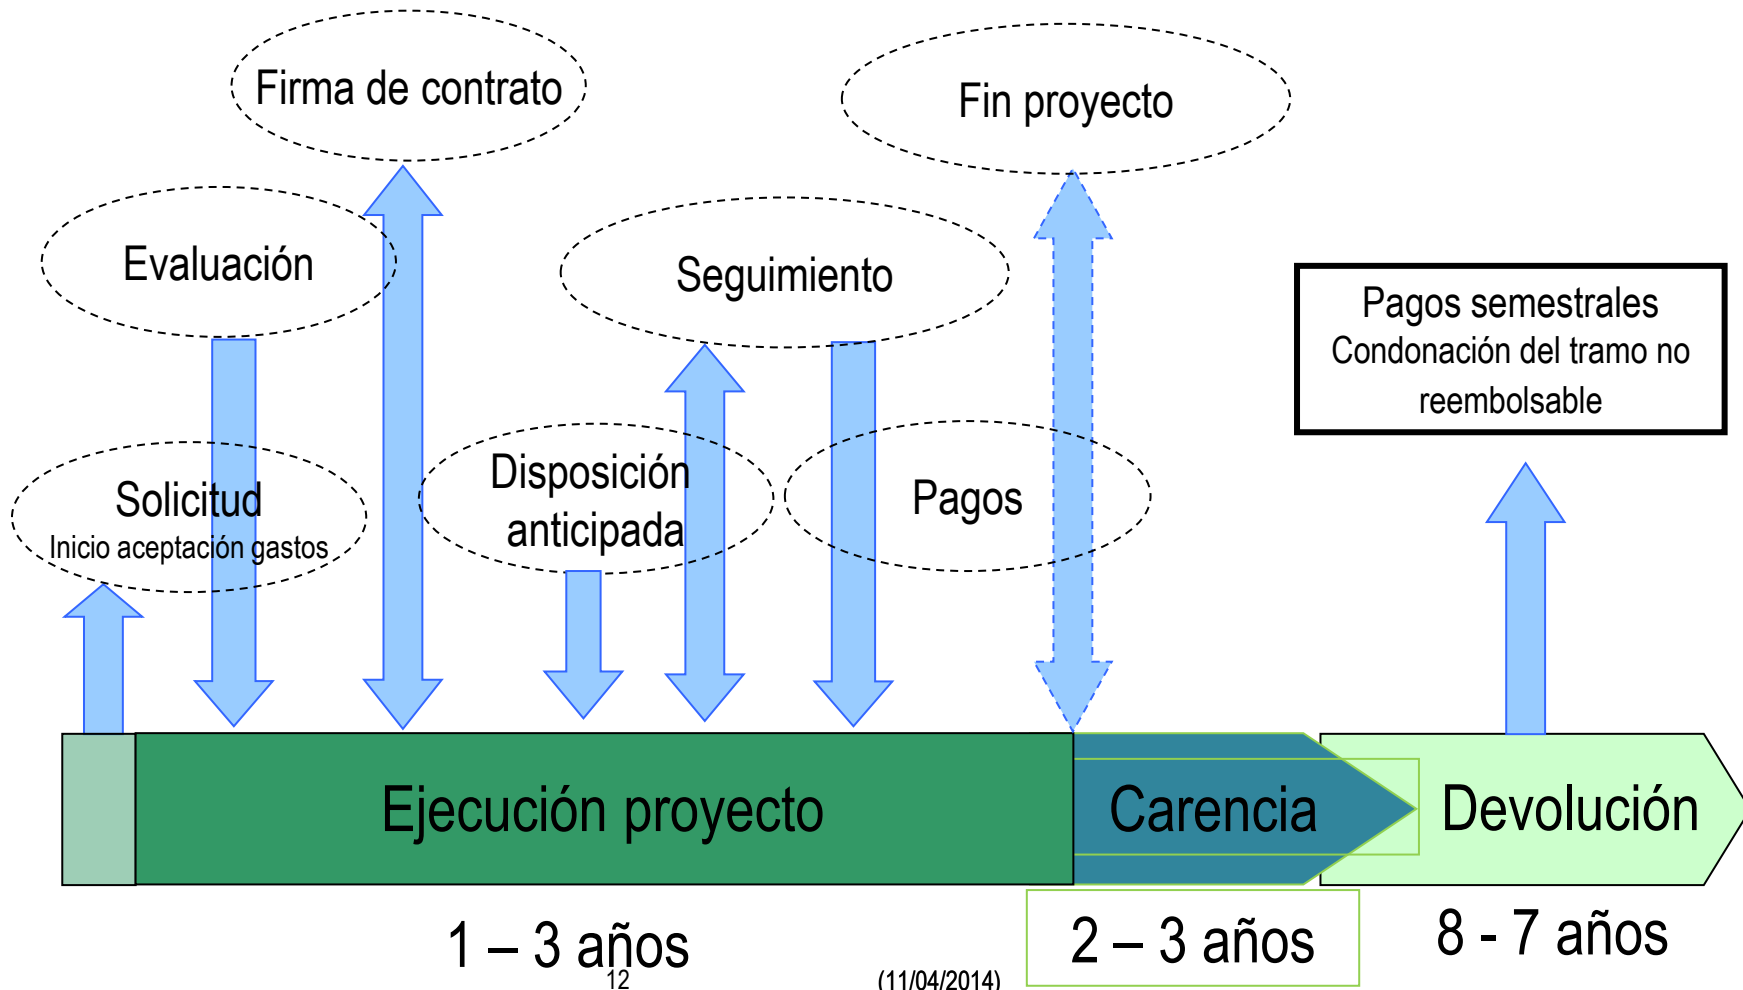 Firma de contrato
Fin proyecto
Evaluación
Seguimiento
Pagos semestrales
Condonación del tramo no
reembolsable
Solicitud
Inicio aceptación gastos
Disposición
anticipada
Pagos
Ejecución proyecto
Carencia
Devolución
1 – 3 años
2 – 3 años
8 - 7 años
12
(11/04/2014)